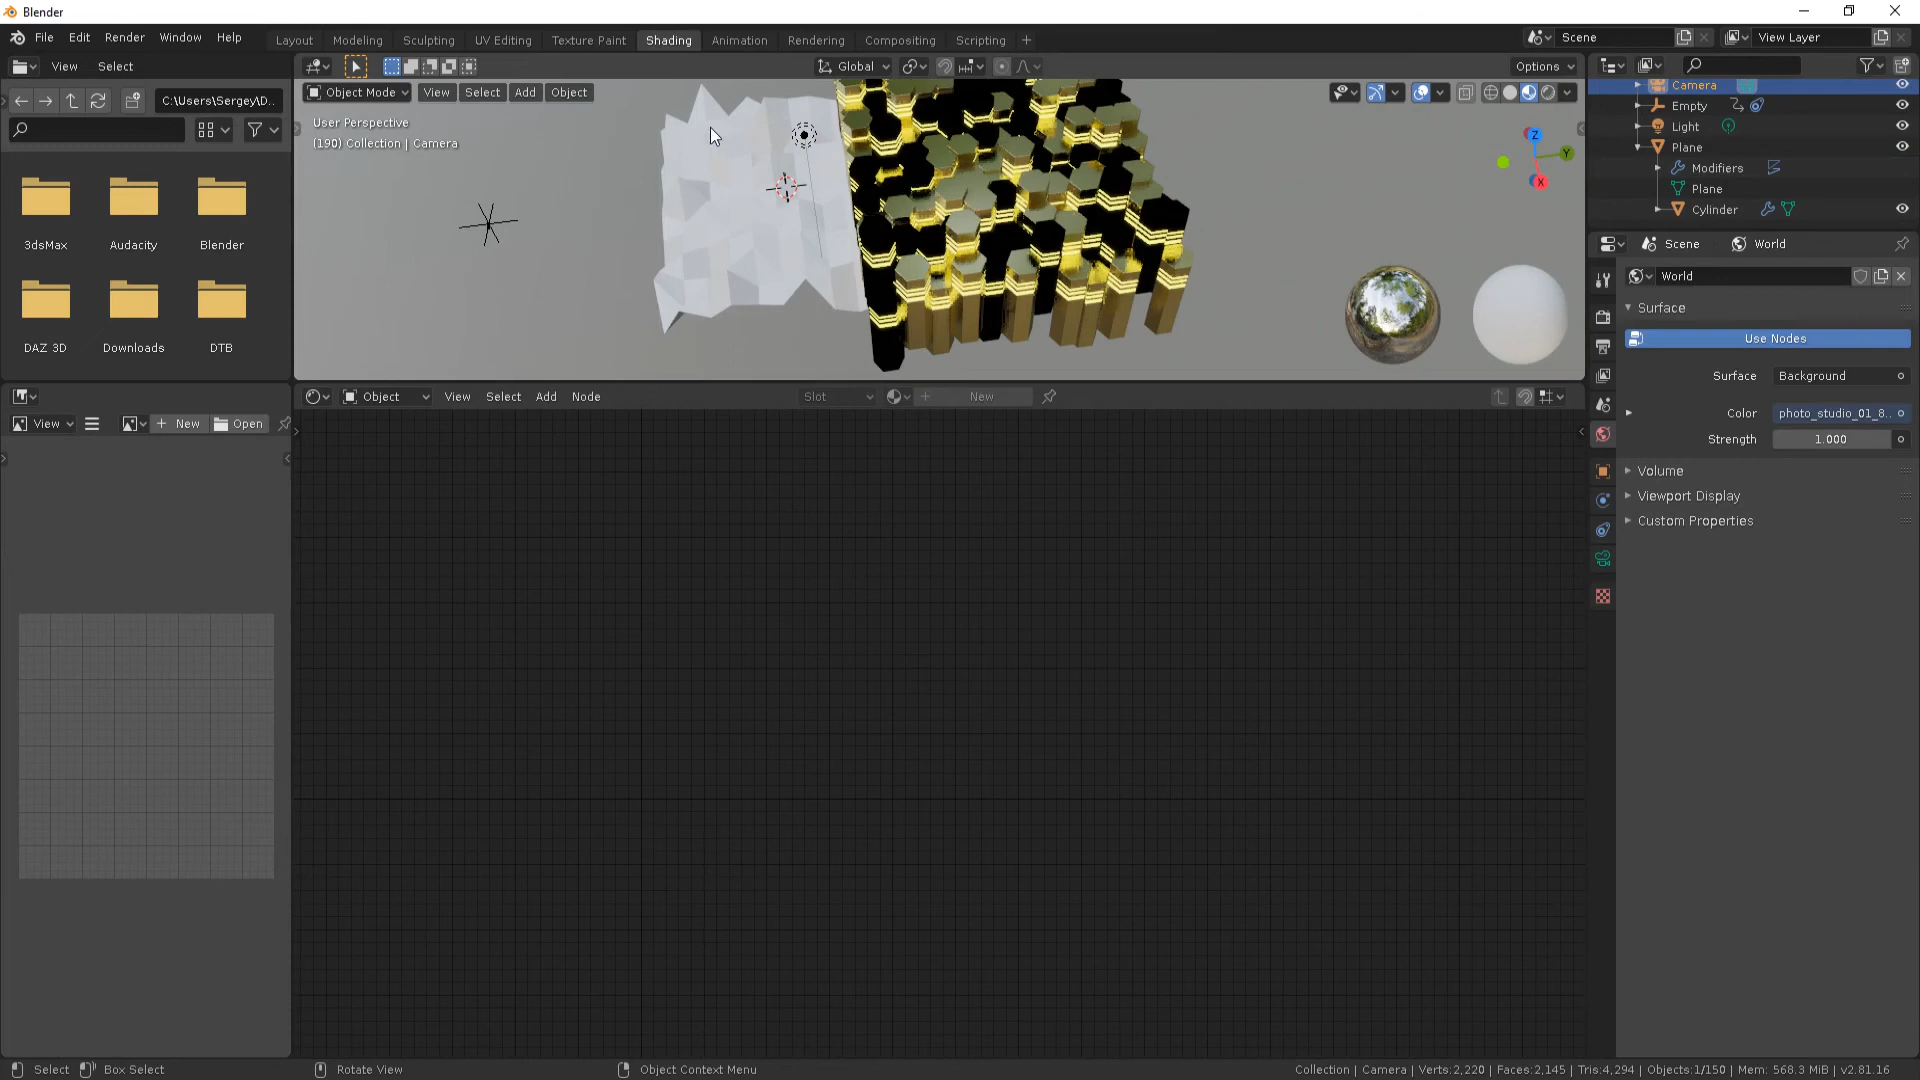 Blender
File Edit Render Window Help
Layout Modeling Sculpting UV Editing Texture Paint Shading Animation Rendering Compositing Scripting +
Scene View Layer
View Select
Global
Options
C:\Users\Sergey\D..
Object Mode View Select Add Object
User Perspective
(190) Collection | Camera
Z
Y
X
3dsMax Audacity Blender
DAZ 3D Downloads DTB
Camera
Empty
Light
Plane
Modifiers
Plane
Cylinder
Scene World
World
Surface
Use Nodes
Surface Background
Color photo_studio_01_8..
Strength 1.000
Volume
Viewport Display
Custom Properties
Object View Select Add Node Slot New
View New Open
Select Box Select Rotate View Object Context Menu
Collection | Camera | Verts:2,220 | Faces:2,145 | Tris:4,294 | Objects:1/150 | Mem: 568.3 MiB | v2.81.16